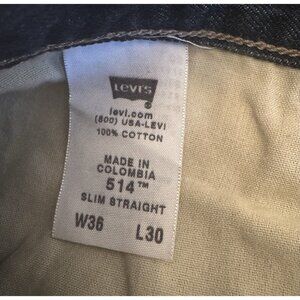 Levi's
levi.com
(800) USA-LEVI
100% COTTON
MADE IN
COLOMBIA
514™
SLIM STRAIGHT
W36 L30